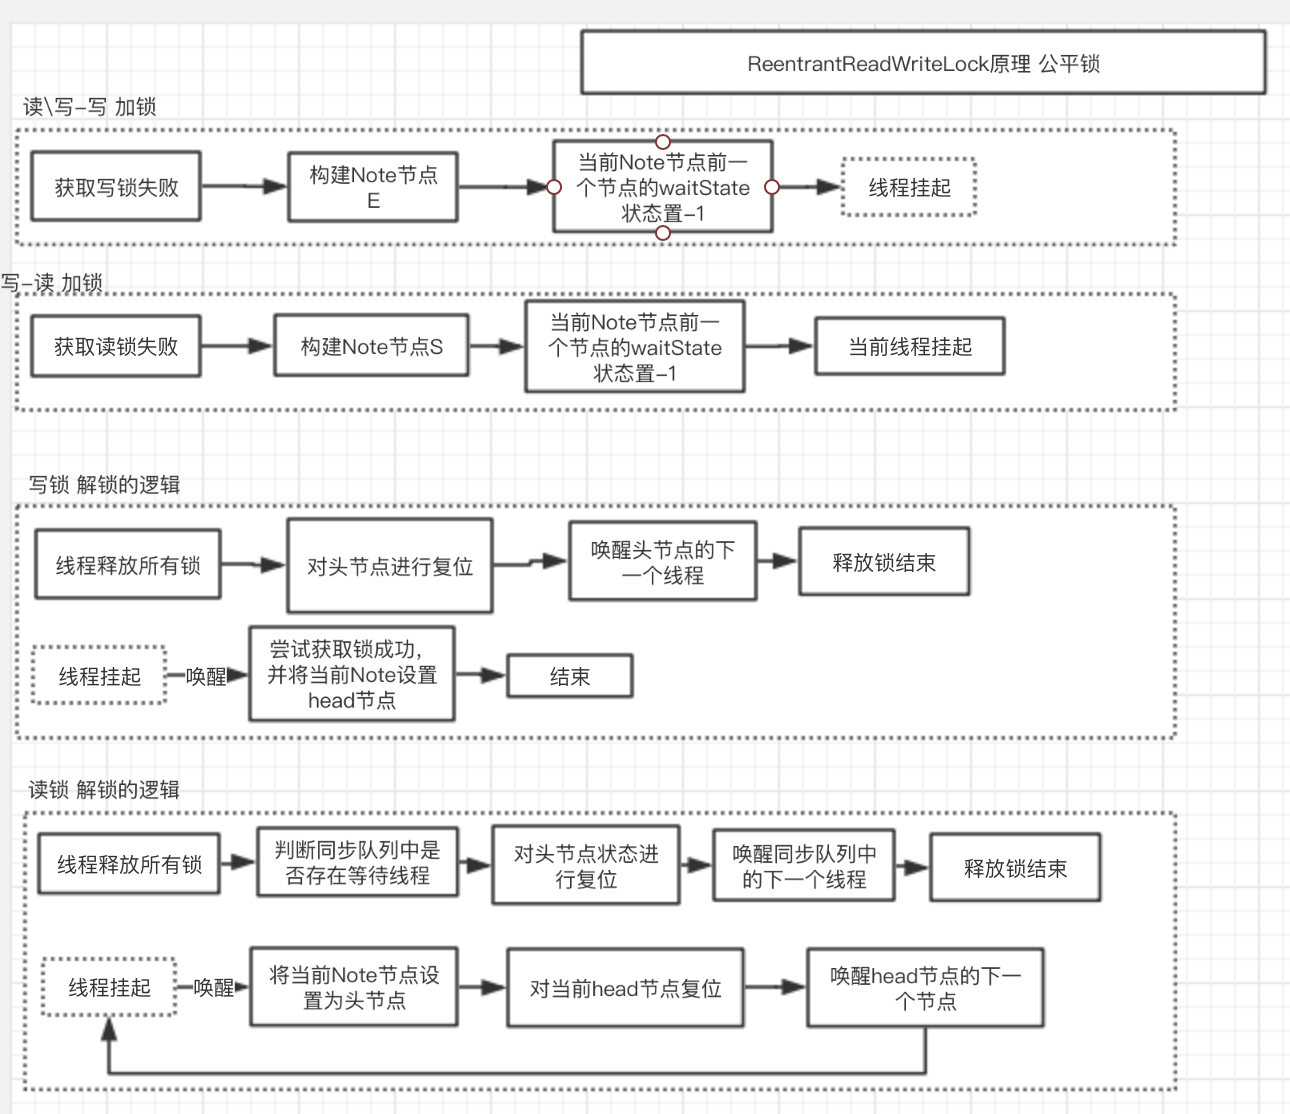 ReentrantReadWriteLock原理 公平锁
读\写-写 加锁
获取写锁失败
构建Note节点
E
当前Note节点前一
个节点的waitState
状态置-1
线程挂起
写-读 加锁
获取读锁失败
构建Note节点S
当前Note节点前一
个节点的waitState
状态置-1
当前线程挂起
写锁 解锁的逻辑
线程释放所有锁
对头节点进行复位
唤醒头节点的下
一个线程
释放锁结束
线程挂起
唤醒
尝试获取锁成功,
并将当前Note设置
head节点
结束
读锁 解锁的逻辑
线程释放所有锁
判断同步队列中是
否存在等待线程
对头节点状态进
行复位
唤醒同步队列中
的下一个线程
释放锁结束
线程挂起
唤醒
将当前Note节点设
置为头节点
对当前head节点复位
唤醒head节点的下一
个节点